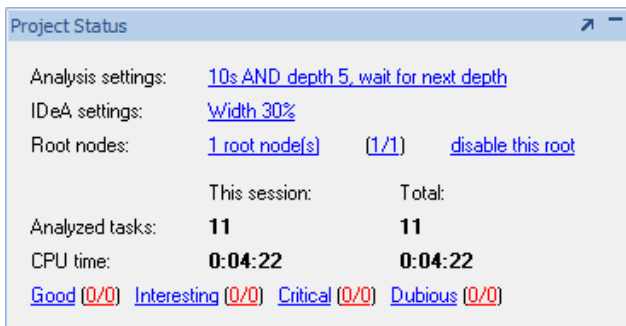 Project Status
Analysis settings: 10s AND depth 5, wait for next depth
IDeA settings: Width 30%
Root nodes: 1 root node(s) (1/1) disable this root
This session: Total:
Analyzed tasks: 11 11
CPU time: 0:04:22 0:04:22
Good (0/0) Interesting (0/0) Critical (0/0) Dubious (0/0)